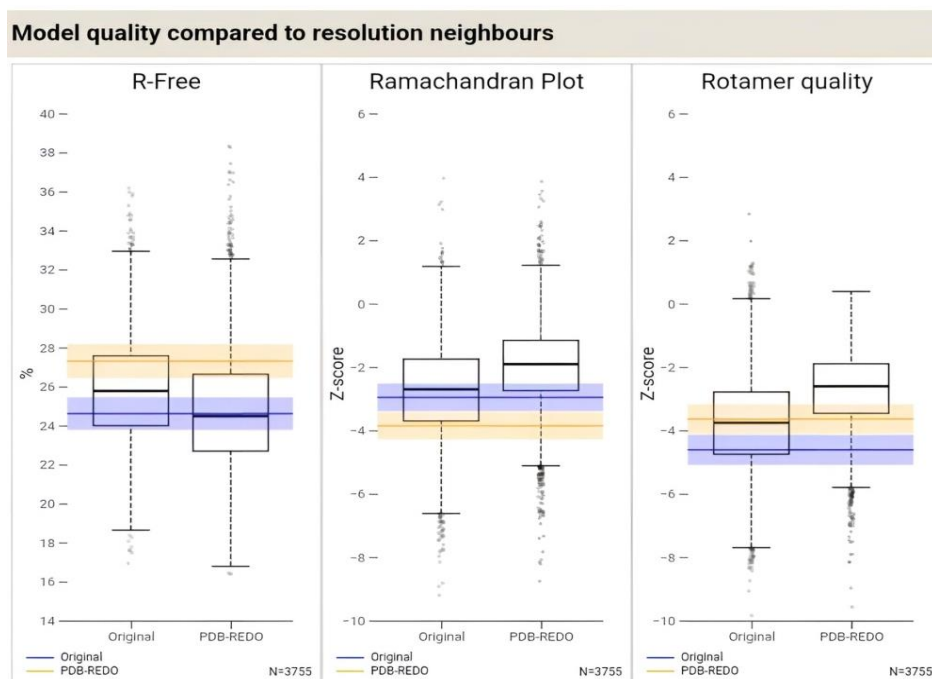 Model quality compared to resolution neighbours
R-Free
40
38
36
34
32
30
28
26
24
22
20
18
16
14
%
Original
PDB-REDO
Original
PDB-REDO
N=3755
Ramachandran Plot
6
4
2
0
−2
−4
−6
−8
−10
Z-score
Original
PDB-REDO
Original
PDB-REDO
N=3755
Rotamer quality
6
4
2
0
−2
−4
−6
−8
−10
Z-score
Original
PDB-REDO
Original
PDB-REDO
N=3755